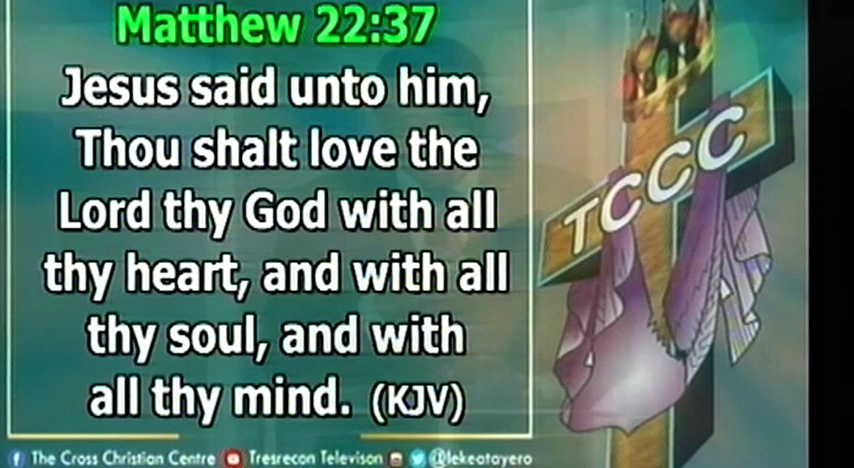 Matthew 22:37
Jesus said unto him,
Thou shalt love the
Lord thy God with all
thy heart, and with all
thy soul, and with
all thy mind. (KJV)
TCCC
The Cross Christian Centre Tresrecon Televison @lekeotayero